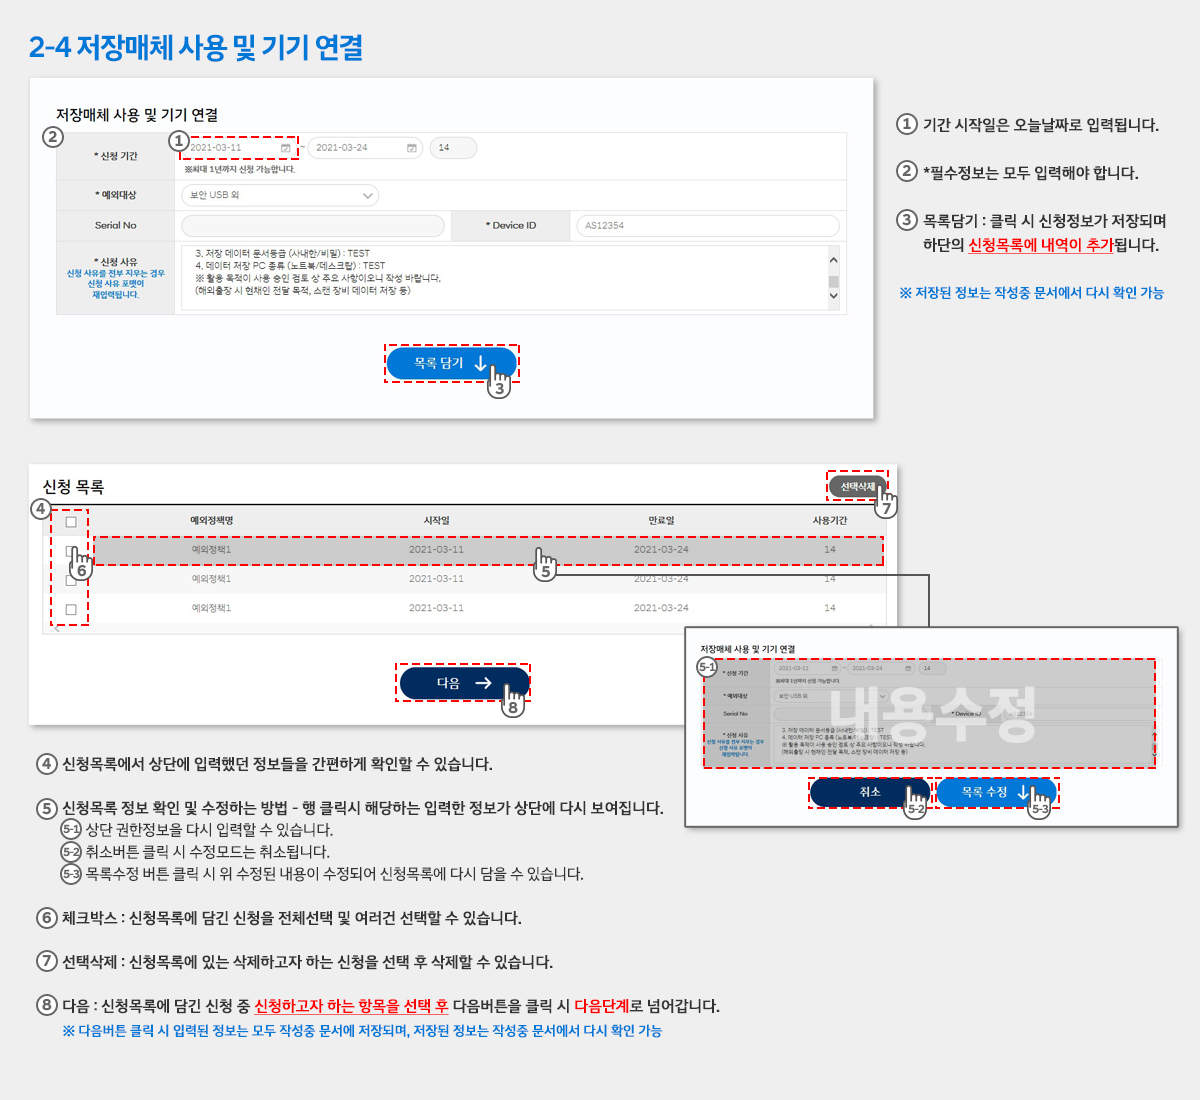 2-4 저장매체 사용 및 기기 연결
저장매체 사용 및 기기 연결
2
1
* 신청 기간
2021-03-11 ~ 2021-03-24 14
※최대 1년까지 신청 가능합니다.
* 예외대상
보안 USB 외
Serial No
* Device ID
AS12354
* 신청 사유
신청 사유를 전부 지우는 경우
신청 사유 포맷이
재입력됩니다.
3. 저장 데이터 문서등급 (사내한/비밀) : TEST
4. 데이터 저장 PC 종류 (노트북/데스크탑) : TEST
※ 활용 목적이 사용 승인 검토 상 주요 사항이오니 작성 바랍니다.
(해외출장 시 현채인 전달 목적, 스캔 장비 데이터 저장 등)
목록 담기
3
1 기간 시작일은 오늘날짜로 입력됩니다.
2 *필수정보는 모두 입력해야 합니다.
3 목록담기 : 클릭 시 신청정보가 저장되며
하단의 신청목록에 내역이 추가됩니다.
※ 저장된 정보는 작성중 문서에서 다시 확인 가능
신청 목록
선택삭제
7
4
예외정책명 시작일 만료일 사용기간
예외정책1 2021-03-11 2021-03-24 14
6
5
예외정책1 2021-03-11 2021-03-24 14
예외정책1 2021-03-11 2021-03-24 14
다음
8
저장매체 사용 및 기기 연결
5-1
* 신청 기간
2021-03-11 ~ 2021-03-24 14
※최대 1년까지 신청 가능합니다.
* 예외대상
보안 USB 외
Serial No
* Device ID
내용수정
* 신청 사유
신청 사유를 전부 지우는 경우
신청 사유 포맷이
재입력됩니다.
3. 저장 데이터 문서등급 (사내한/비밀) : TEST
4. 데이터 저장 PC 종류 (노트북/데스크탑) : TEST
※ 활용 목적이 사용 승인 검토 상 주요 사항이오니 작성 바랍니다.
(해외출장 시 현채인 전달 목적, 스캔 장비 데이터 저장 등)
취소
5-2
목록 수정
5-3
4 신청목록에서 상단에 입력했던 정보들을 간편하게 확인할 수 있습니다.
5 신청목록 정보 확인 및 수정하는 방법 - 행 클릭시 해당하는 입력한 정보가 상단에 다시 보여집니다.
5-1 상단 권한정보를 다시 입력할 수 있습니다.
5-2 취소버튼 클릭 시 수정모드는 취소됩니다.
5-3 목록수정 버튼 클릭 시 위 수정된 내용이 수정되어 신청목록에 다시 담을 수 있습니다.
6 체크박스 : 신청목록에 담긴 신청을 전체선택 및 여러건 선택할 수 있습니다.
7 선택삭제 : 신청목록에 있는 삭제하고자 하는 신청을 선택 후 삭제할 수 있습니다.
8 다음 : 신청목록에 담긴 신청 중 신청하고자 하는 항목을 선택 후 다음버튼을 클릭 시 다음단계로 넘어갑니다.
※ 다음버튼 클릭 시 입력된 정보는 모두 작성중 문서에 저장되며, 저장된 정보는 작성중 문서에서 다시 확인 가능